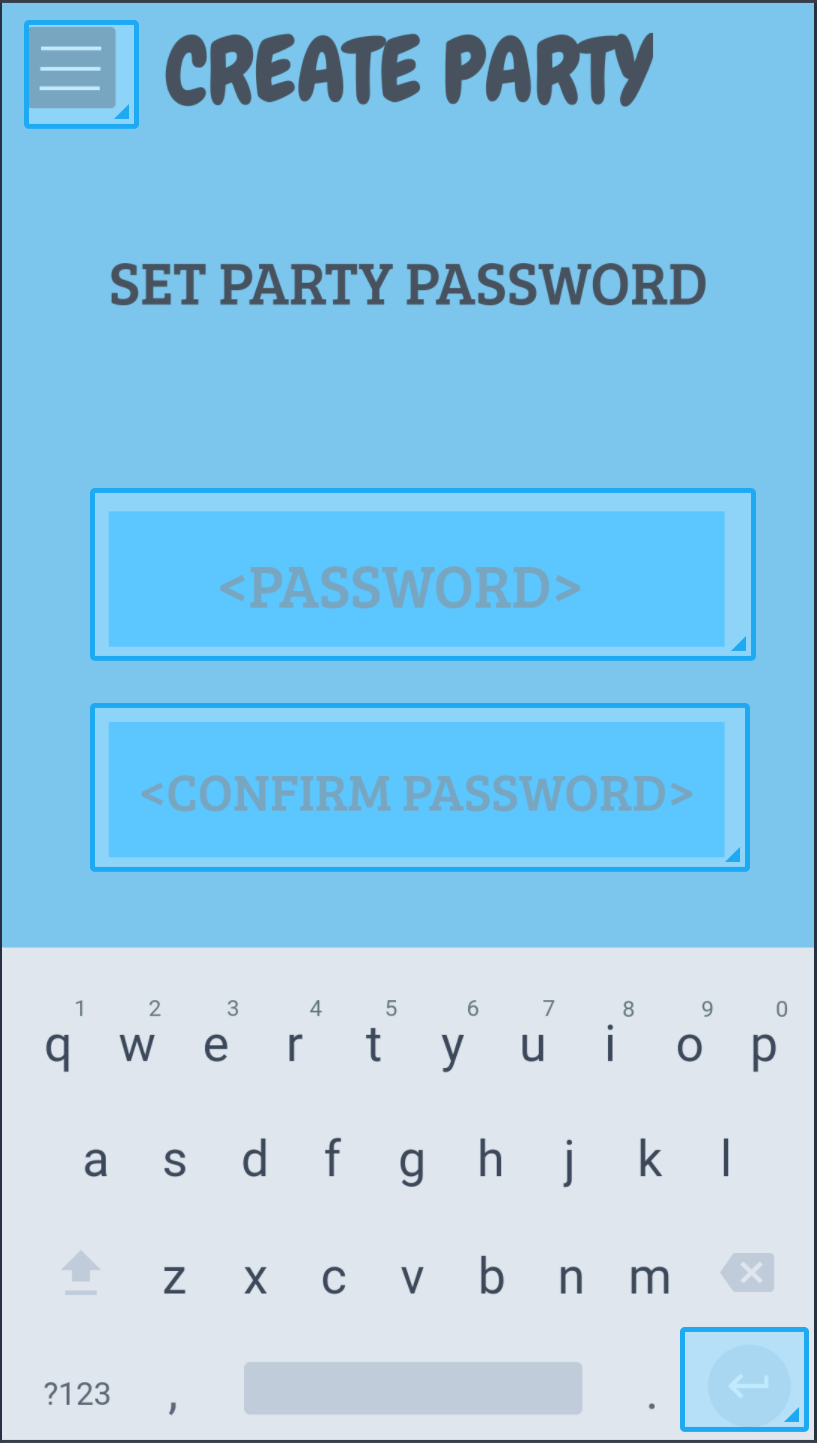 CREATE PARTY
SET PARTY PASSWORD
<PASSWORD>
<CONFIRM PASSWORD>
1 2 3 4 5 6 7 8 9 0
q w e r t y u i o p
a s d f g h j k l
z x c v b n m
?123 , .